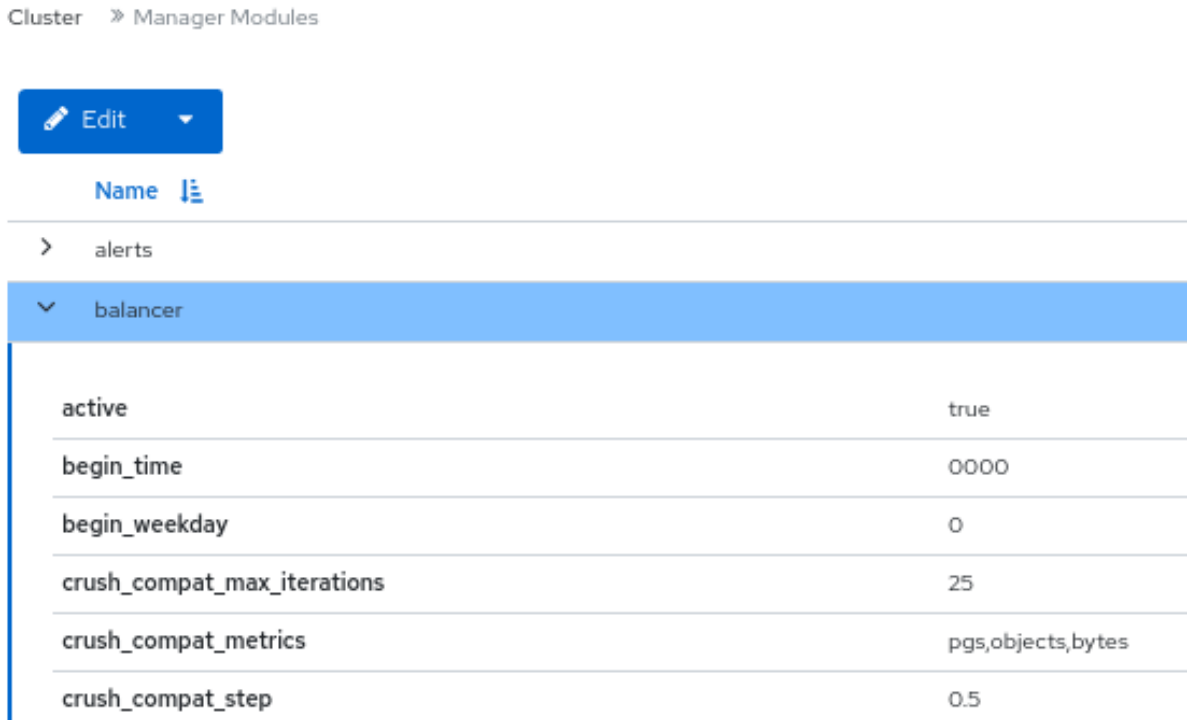 Cluster » Manager Modules
Edit
Name
alerts
balancer
active true
begin_time 0000
begin_weekday 0
crush_compat_max_iterations 25
crush_compat_metrics pgs,objects,bytes
crush_compat_step 0.5